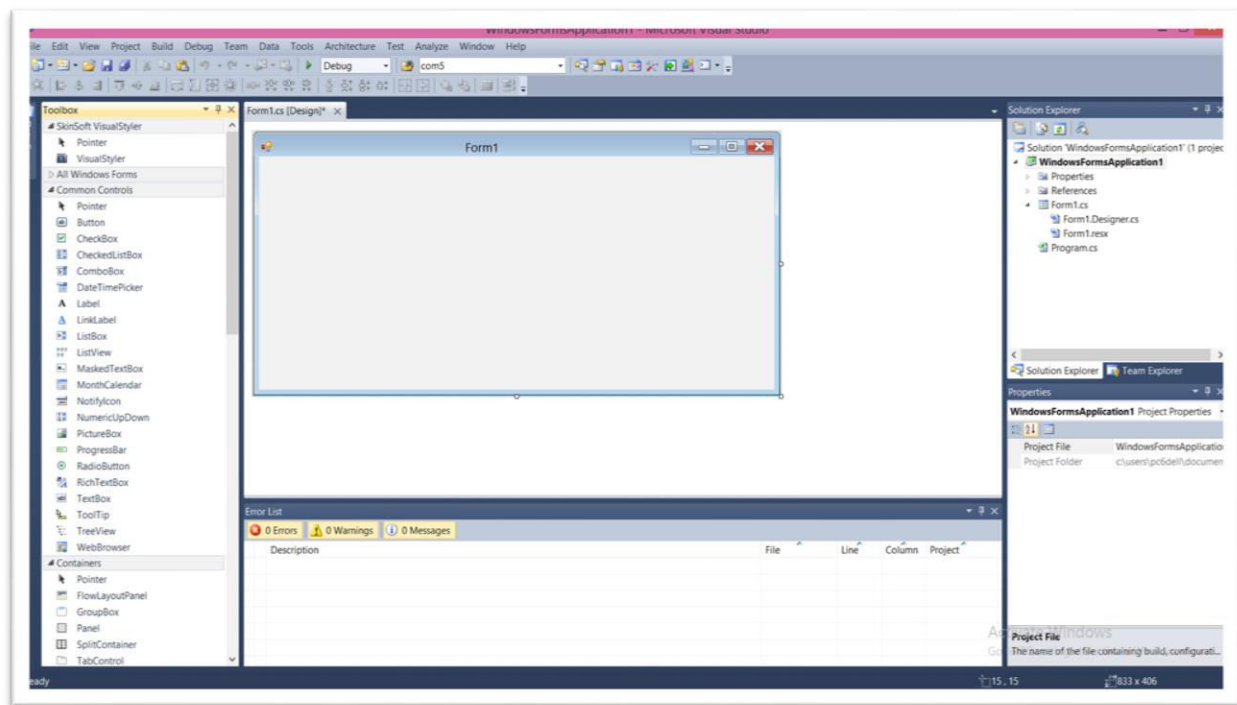 WindowsFormsApplication1 - Microsoft Visual Studio
ile Edit View Project Build Debug Team Data Tools Architecture Test Analyze Window Help
Debug com5
Toolbox
SkinSoft VisualStyler
Pointer
VisualStyler
All Windows Forms
Common Controls
Pointer
Button
CheckBox
CheckedListBox
ComboBox
DateTimePicker
Label
LinkLabel
ListBox
ListView
MaskedTextBox
MonthCalendar
NotifyIcon
NumericUpDown
PictureBox
ProgressBar
RadioButton
RichTextBox
TextBox
ToolTip
TreeView
WebBrowser
Containers
Pointer
FlowLayoutPanel
GroupBox
Panel
SplitContainer
TabControl
Form1.cs [Design]*
Form1
Error List
0 Errors 0 Warnings 0 Messages
Description File Line Column Project
Solution Explorer
Solution 'WindowsFormsApplication1' (1 projec
WindowsFormsApplication1
Properties
References
Form1.cs
Form1.Designer.cs
Form1.resx
Program.cs
Solution Explorer Team Explorer
Properties
WindowsFormsApplication1 Project Properties
Project File WindowsFormsApplicatio
Project Folder c:\users\pc6dell\documen
Project File
The name of the file containing build, configurati...
eady 15 , 15 833 x 406